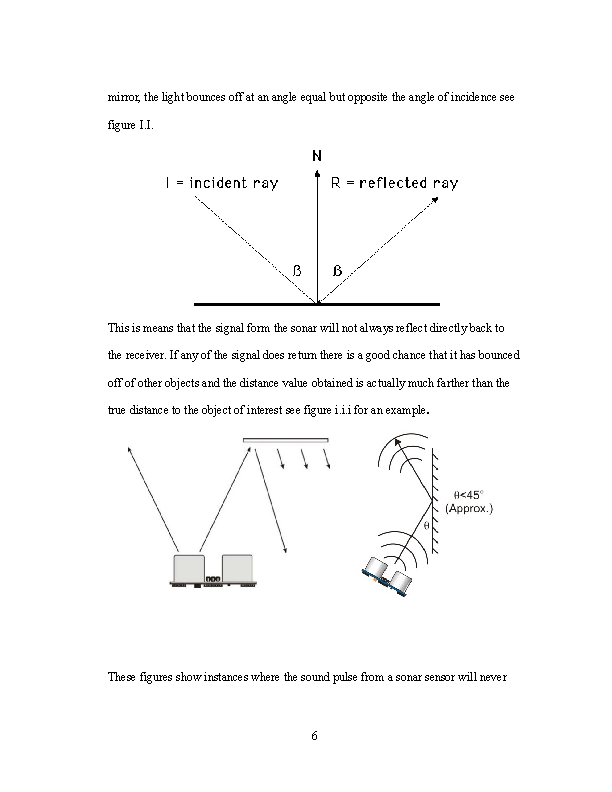 mirror, the light bounces off at an angle equal but opposite the angle of incidence see
figure I.I.
N
I = incident ray R = reflected ray
ß ß
This is means that the signal form the sonar will not always reflect directly back to
the receiver. If any of the signal does return there is a good chance that it has bounced
off of other objects and the distance value obtained is actually much farther than the
true distance to the object of interest see figure i.i.i for an example.
θ<45°
(Approx.)
θ
These figures show instances where the sound pulse from a sonar sensor will never
6